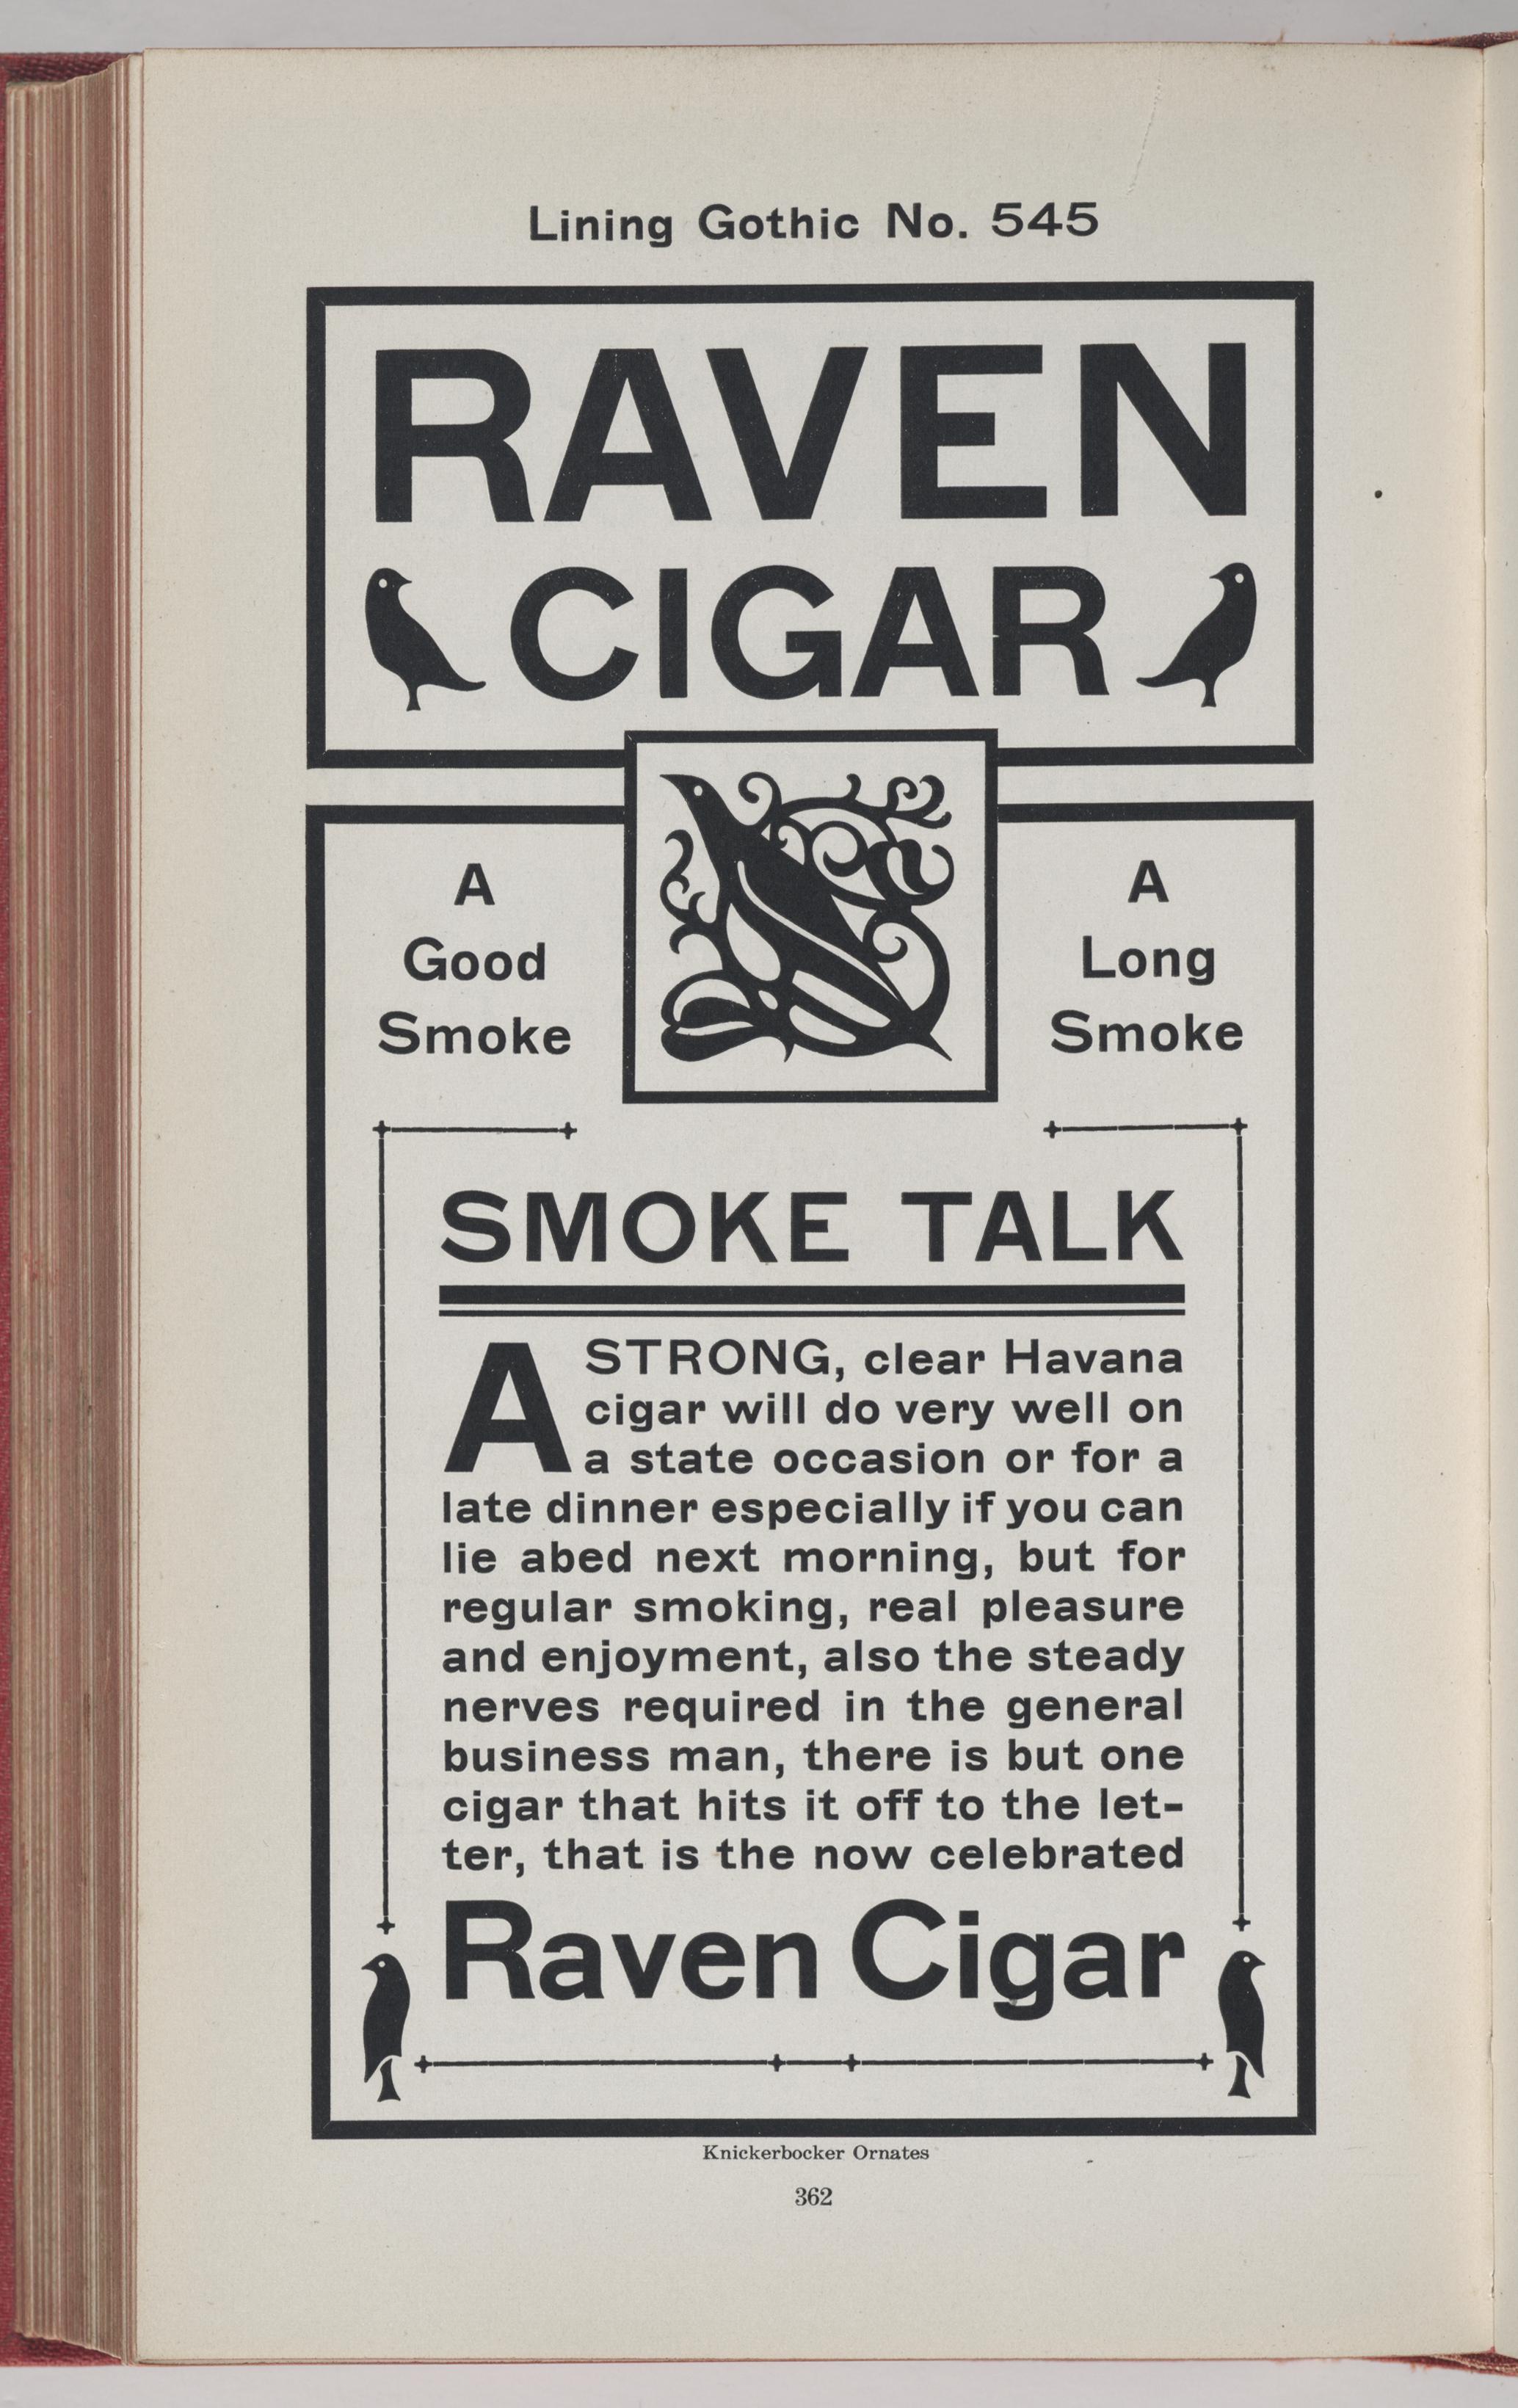 Lining Gothic No. 545
RAVEN
CIGAR
A
Good
Smoke
A
Long
Smoke
SMOKE TALK
A STRONG, clear Havana
cigar will do very well on
a state occasion or for a
late dinner especially if you can
lie abed next morning, but for
regular smoking, real pleasure
and enjoyment, also the steady
nerves required in the general
business man, there is but one
cigar that hits it off to the let-
ter, that is the now celebrated
Raven Cigar
Knickerbocker Ornates
362